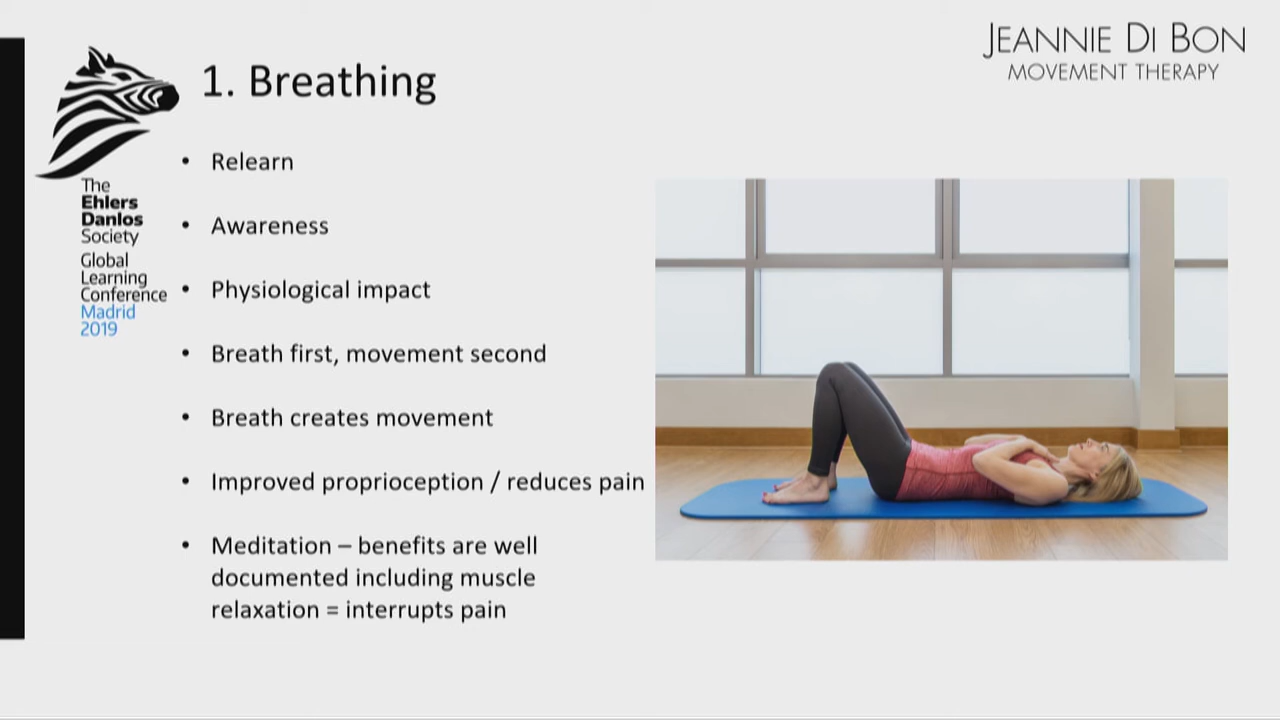 JEANNIE DI BON
MOVEMENT THERAPY
1. Breathing
The
Ehlers
Danlos
Society
Global
Learning
Conference
Madrid
2019
• Relearn
• Awareness
• Physiological impact
• Breath first, movement second
• Breath creates movement
• Improved proprioception / reduces pain
• Meditation – benefits are well
documented including muscle
relaxation = interrupts pain